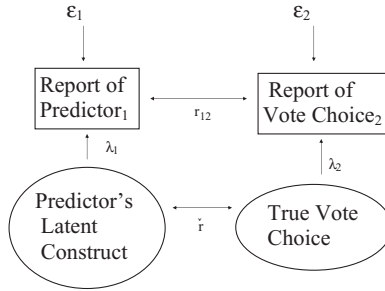 ε₁
ε₂
Report of
Predictor₁
Report of
Vote Choice₂
r₁₂
λ₁
λ₂
Predictor's
Latent
Construct
True Vote
Choice
ř